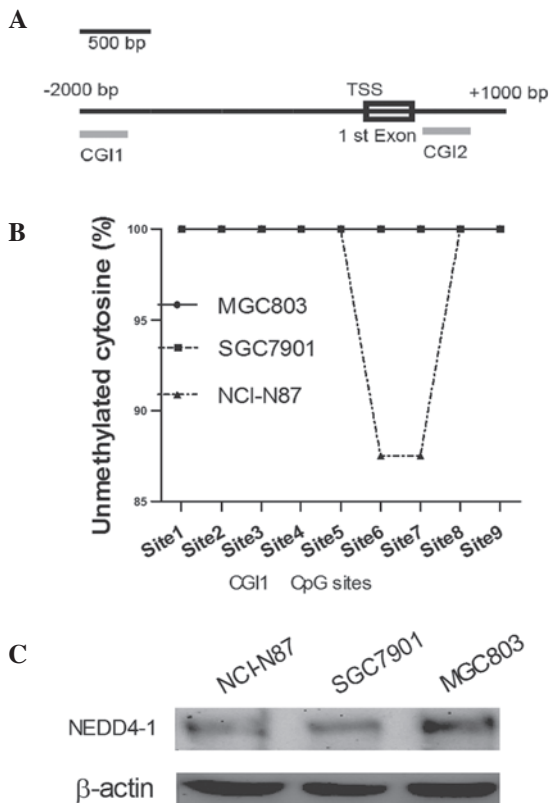 A
500 bp
-2000 bp
TSS
+1000 bp
1 st Exon
CGI1
CGI2
B
Unmethylated cytosine (%)
100
95
90
85
MGC803
SGC7901
NCI-N87
Site1 Site2 Site3 Site4 Site5 Site6 Site7 Site8 Site9
CGI1 CpG sites
C
NCI-N87 SGC7901 MGC803
NEDD4-1
β-actin